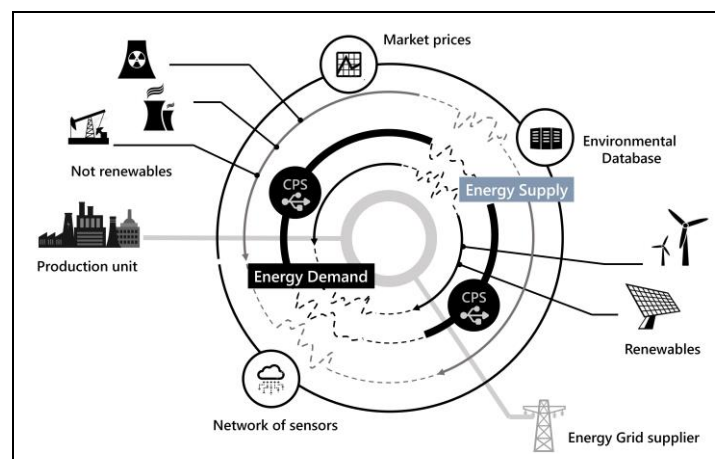 Market prices
Environmental
Database
Not renewables
CPS
Energy Supply
Production unit
Energy Demand
CPS
Renewables
Network of sensors
Energy Grid supplier